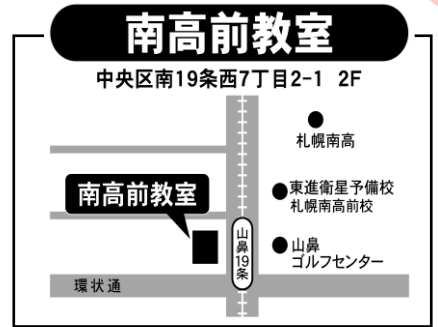 南高前教室
中央区南19条西7丁目2-1 2F
札幌南高
南高前教室
東進衛星予備校
札幌南高前校
山鼻19条
山鼻
ゴルフセンター
環状通